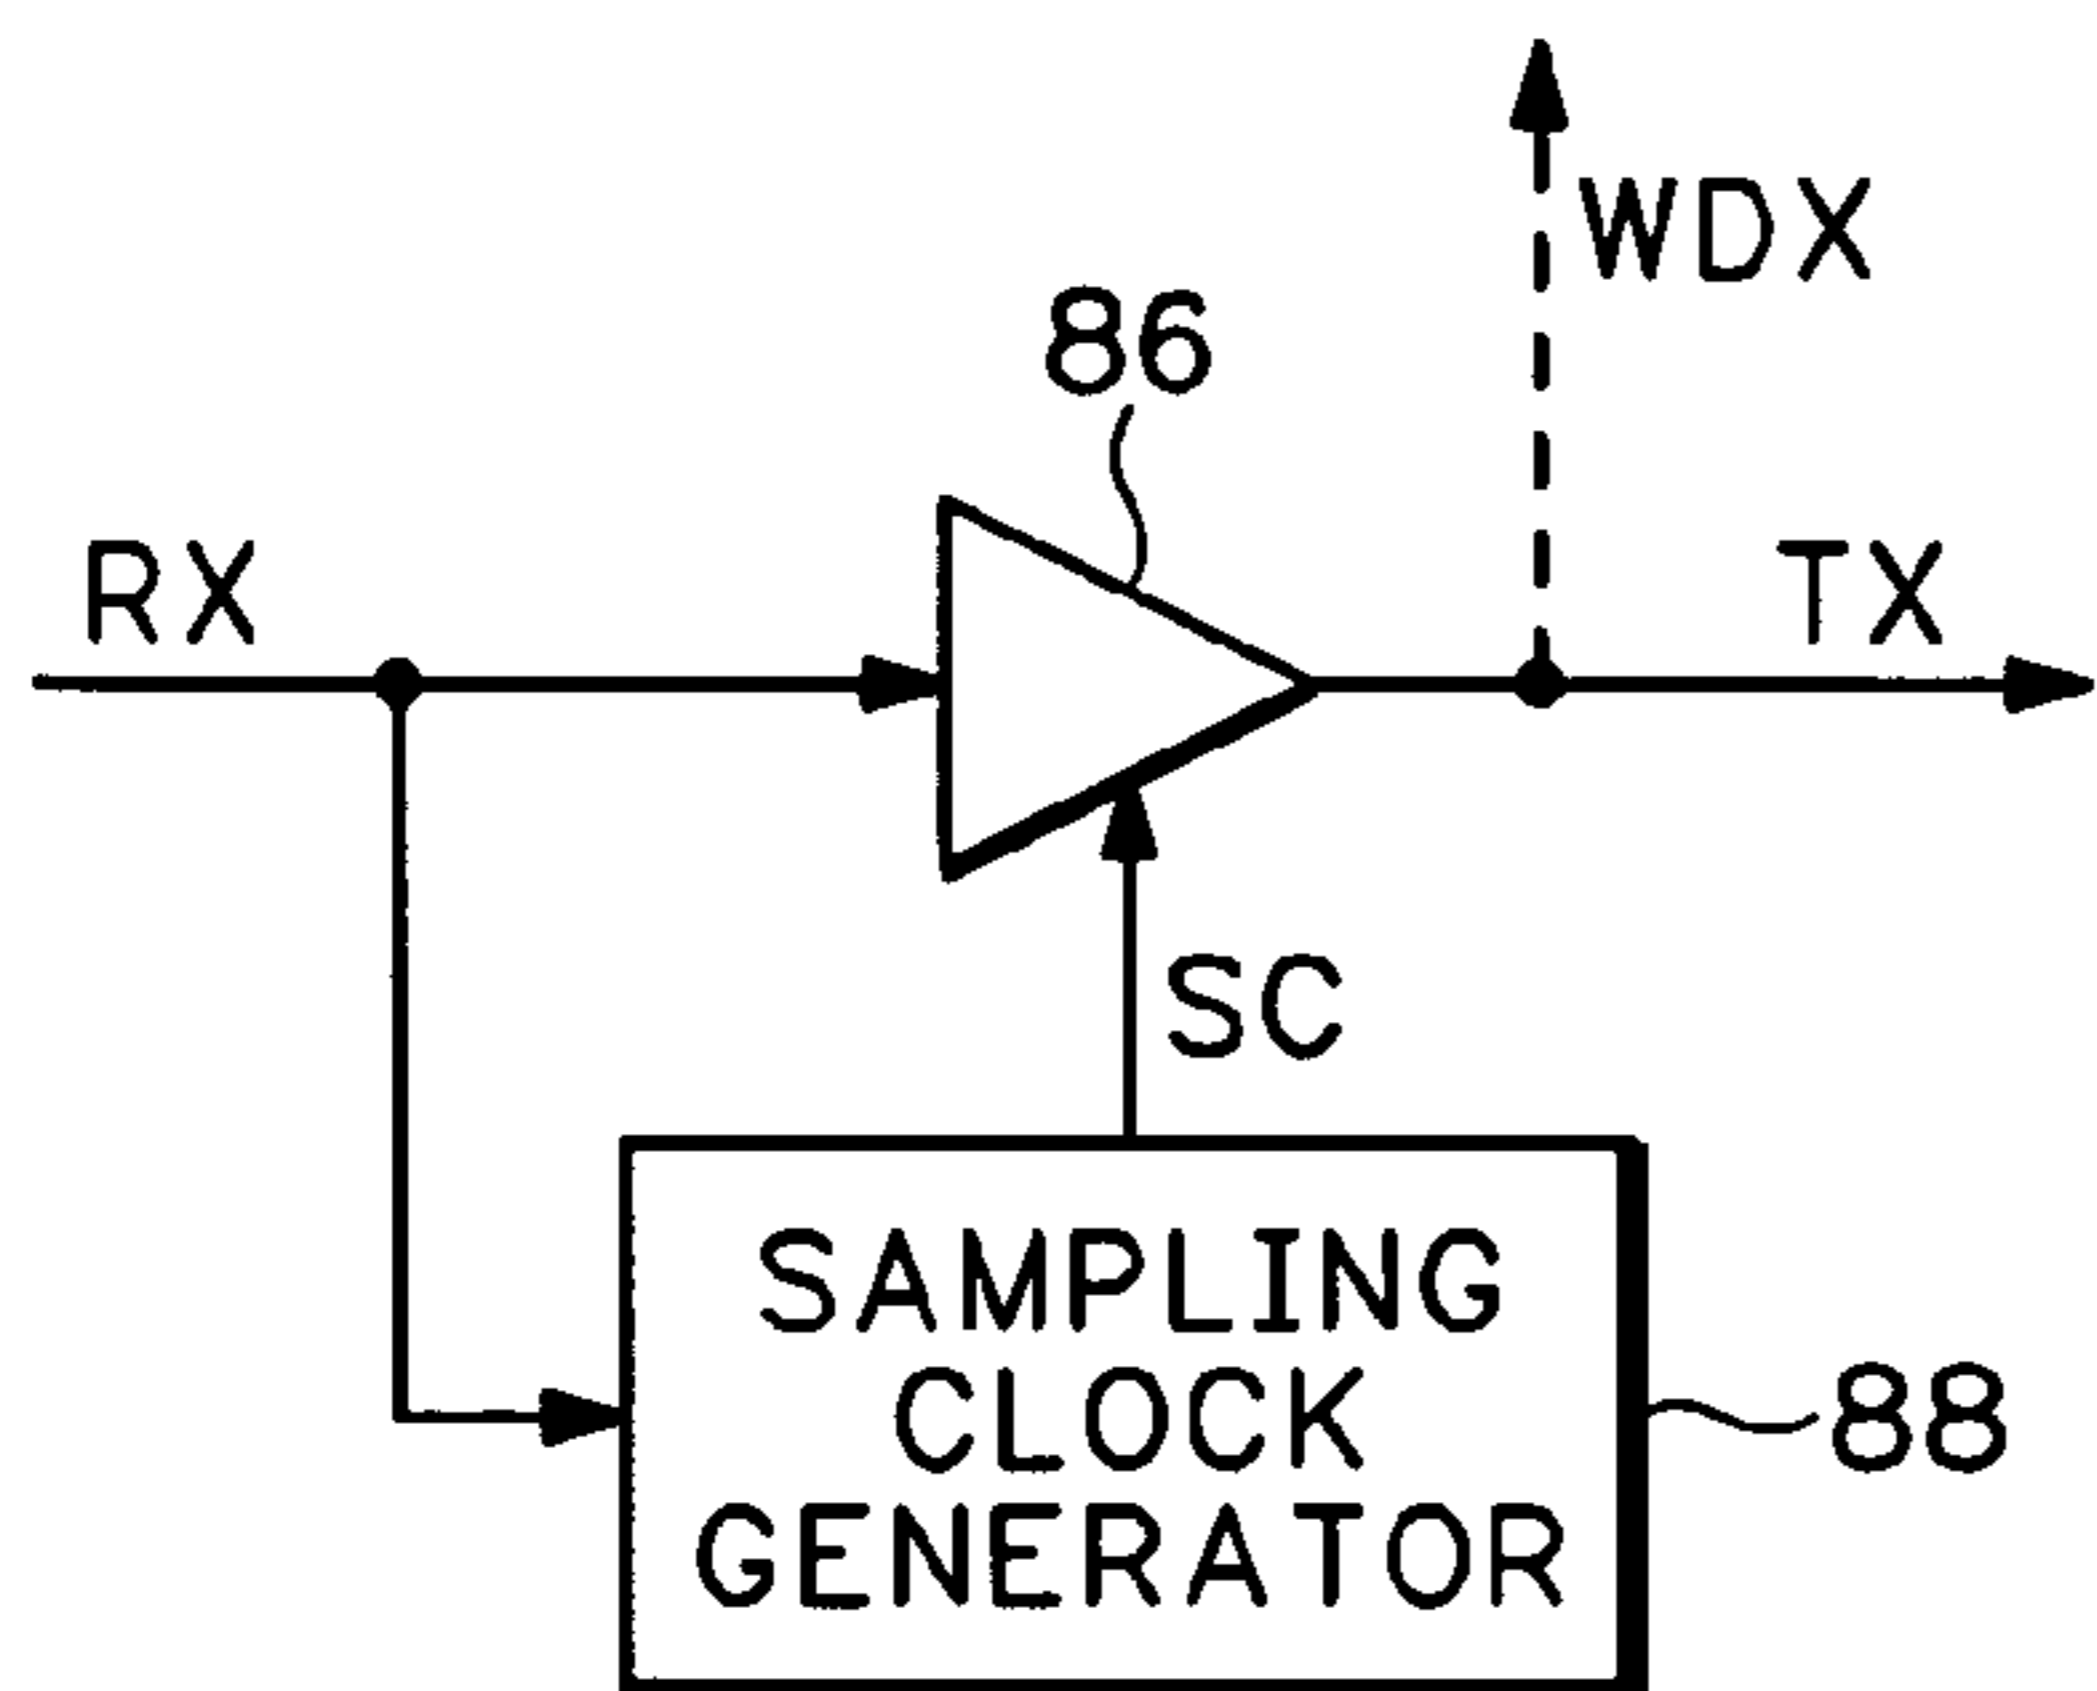 WDX
86
RX
TX
SC
SAMPLING
CLOCK
GENERATOR
88